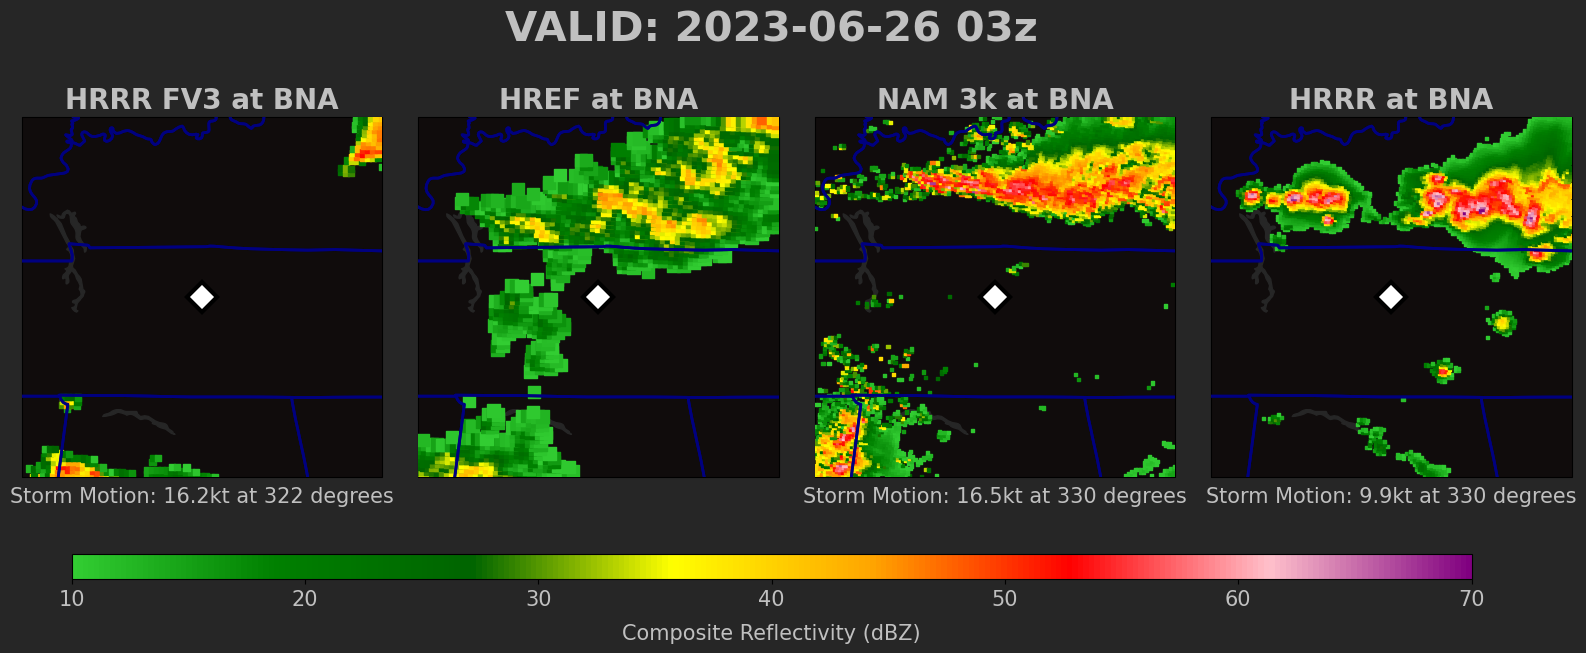 VALID: 2023-06-26 03z
HRRR FV3 at BNA
HREF at BNA
NAM 3k at BNA
HRRR at BNA
Storm Motion: 16.2kt at 322 degrees
Storm Motion: 16.5kt at 330 degrees
Storm Motion: 9.9kt at 330 degrees
10 20 30 40 50 60 70
Composite Reflectivity (dBZ)